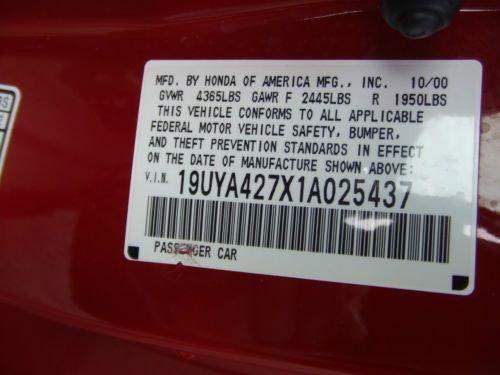 MFD. BY HONDA OF AMERICA MFG., INC. 10/00
GVWR 4365LBS GAWR F 2445LBS R 1950LBS
THIS VEHICLE CONFORMS TO ALL APPLICABLE
FEDERAL MOTOR VEHICLE SAFETY, BUMPER,
AND THEFT PREVENTION STANDARDS IN EFFECT
ON THE DATE OF MANUFACTURE SHOWN ABOVE:
V.I.N. 19UYA427X1A025437
PASSENGER CAR